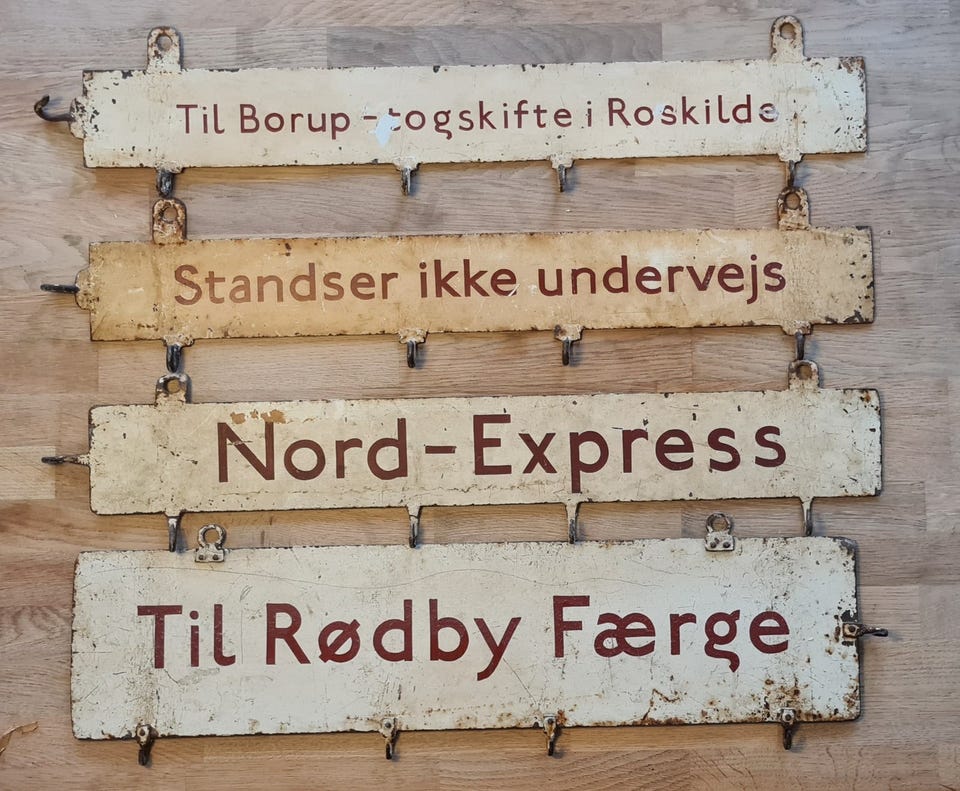 Til Borup - togskifte i Roskilde
Standser ikke undervejs
Nord-Express
Til Rødby Færge